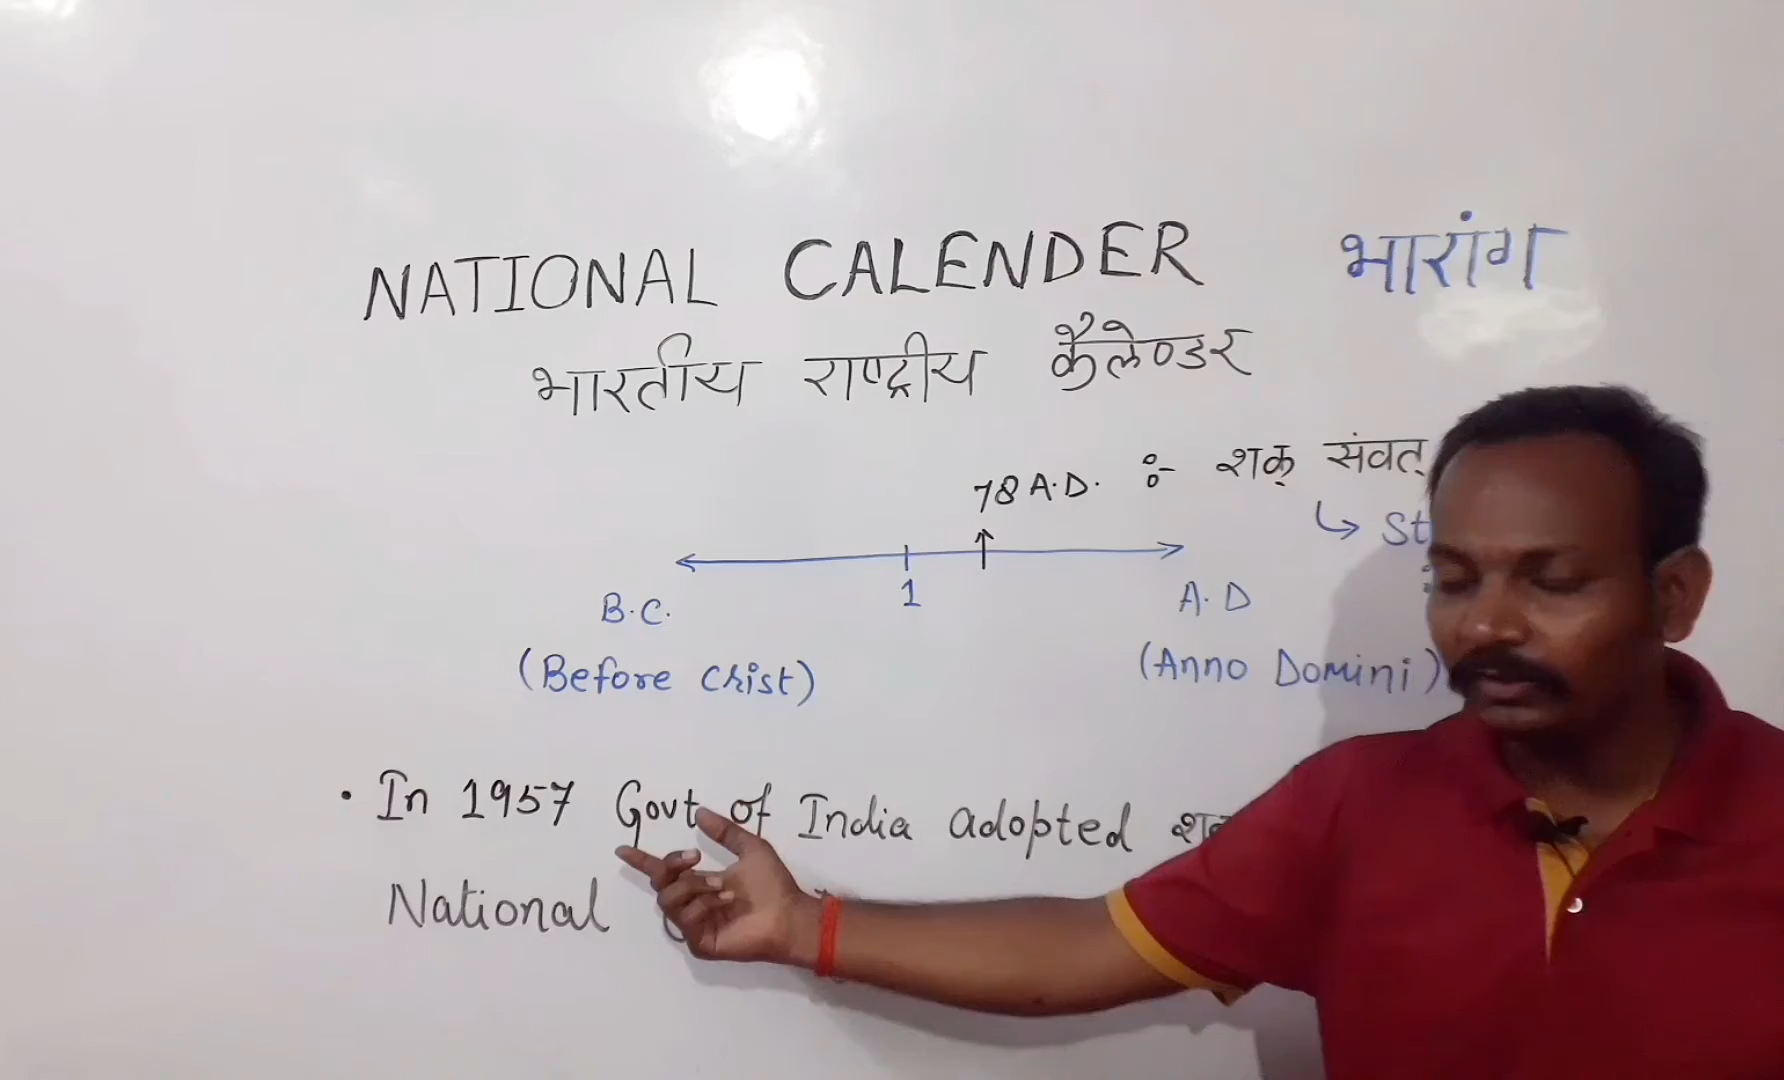 NATIONAL CALENDER भारांग
भारतीय राष्ट्रीय कैलेण्डर
78 A.D. :- शक् संवत्
↳ St
1
B.C. A.D
(Before Christ) (Anno Domini)
• In 1957 Govt of India adopted
National